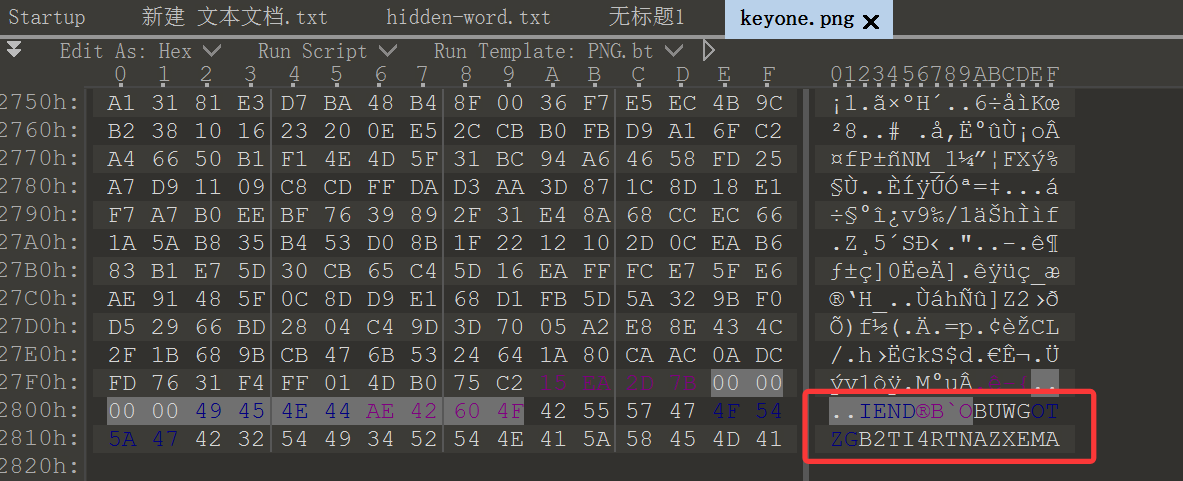 Startup 新建 文本文档.txt hidden-word.txt 无标题1 keyone.png
Edit As: Hex Run Script Run Template: PNG.bt
0 1 2 3 4 5 6 7 8 9 A B C D E F 0123456789ABCDEF
2750h: A1 31 81 E3 D7 BA 48 B4 8F 00 36 F7 E5 EC 4B 9C ¡1.ã×ºH´..6÷åìKœ
2760h: B2 38 10 16 23 20 0E E5 2C CB B0 FB D9 A1 6F C2 ²8..# .å,Ë°ûÙ¡oÂ
2770h: A4 66 50 B1 F1 4E 4D 5F 31 BC 94 A6 46 58 FD 25 ¤fP±ñNM_1¼”¦FXý%
2780h: A7 D9 11 09 C8 CD FF DA D3 AA 3D 87 1C 8D 18 E1 §Ù..ÈÍÿÚÓª=‡...á
2790h: F7 A7 B0 EE BF 76 39 89 2F 31 E4 8A 68 CC EC 66 ÷§°î¿v9‰/1äŠhÌìf
27A0h: 1A 5A B8 35 B4 53 D0 8B 1F 22 12 10 2D 0C EA B6 .Z¸5´SÐ‹."..-.ê¶
27B0h: 83 B1 E7 5D 30 CB 65 C4 5D 16 EA FF FC E7 5F E6 ƒ±ç]0ËeÄ].êÿüç_æ
27C0h: AE 91 48 5F 0C 8D D9 E1 68 D1 FB 5D 5A 32 9B F0 ®‘H_..ÙáhÑû]Z2›ð
27D0h: D5 29 66 BD 28 04 C4 9D 3D 70 05 A2 E8 8E 43 4C Õ)f½(.Ä.=p.¢èŽCL
27E0h: 2F 1B 68 9B CB 47 6B 53 24 64 1A 80 CA AC 0A DC /.h›ËGkS$d.€Ê¬.Ü
27F0h: FD 76 31 F4 FF 01 4D B0 75 C2 EA 2D 7B 00 00 ýv1ôÿ.M°uÂ.ê-{..
2800h: 00 00 49 45 4E 44 AE 42 60 4F 42 55 57 47 4F 54 ..IEND®B`OBUWGOT
2810h: 5A 47 42 32 54 49 34 52 54 4E 41 5A 58 45 4D 41 ZGB2TI4RTNAZXEMA
2820h: